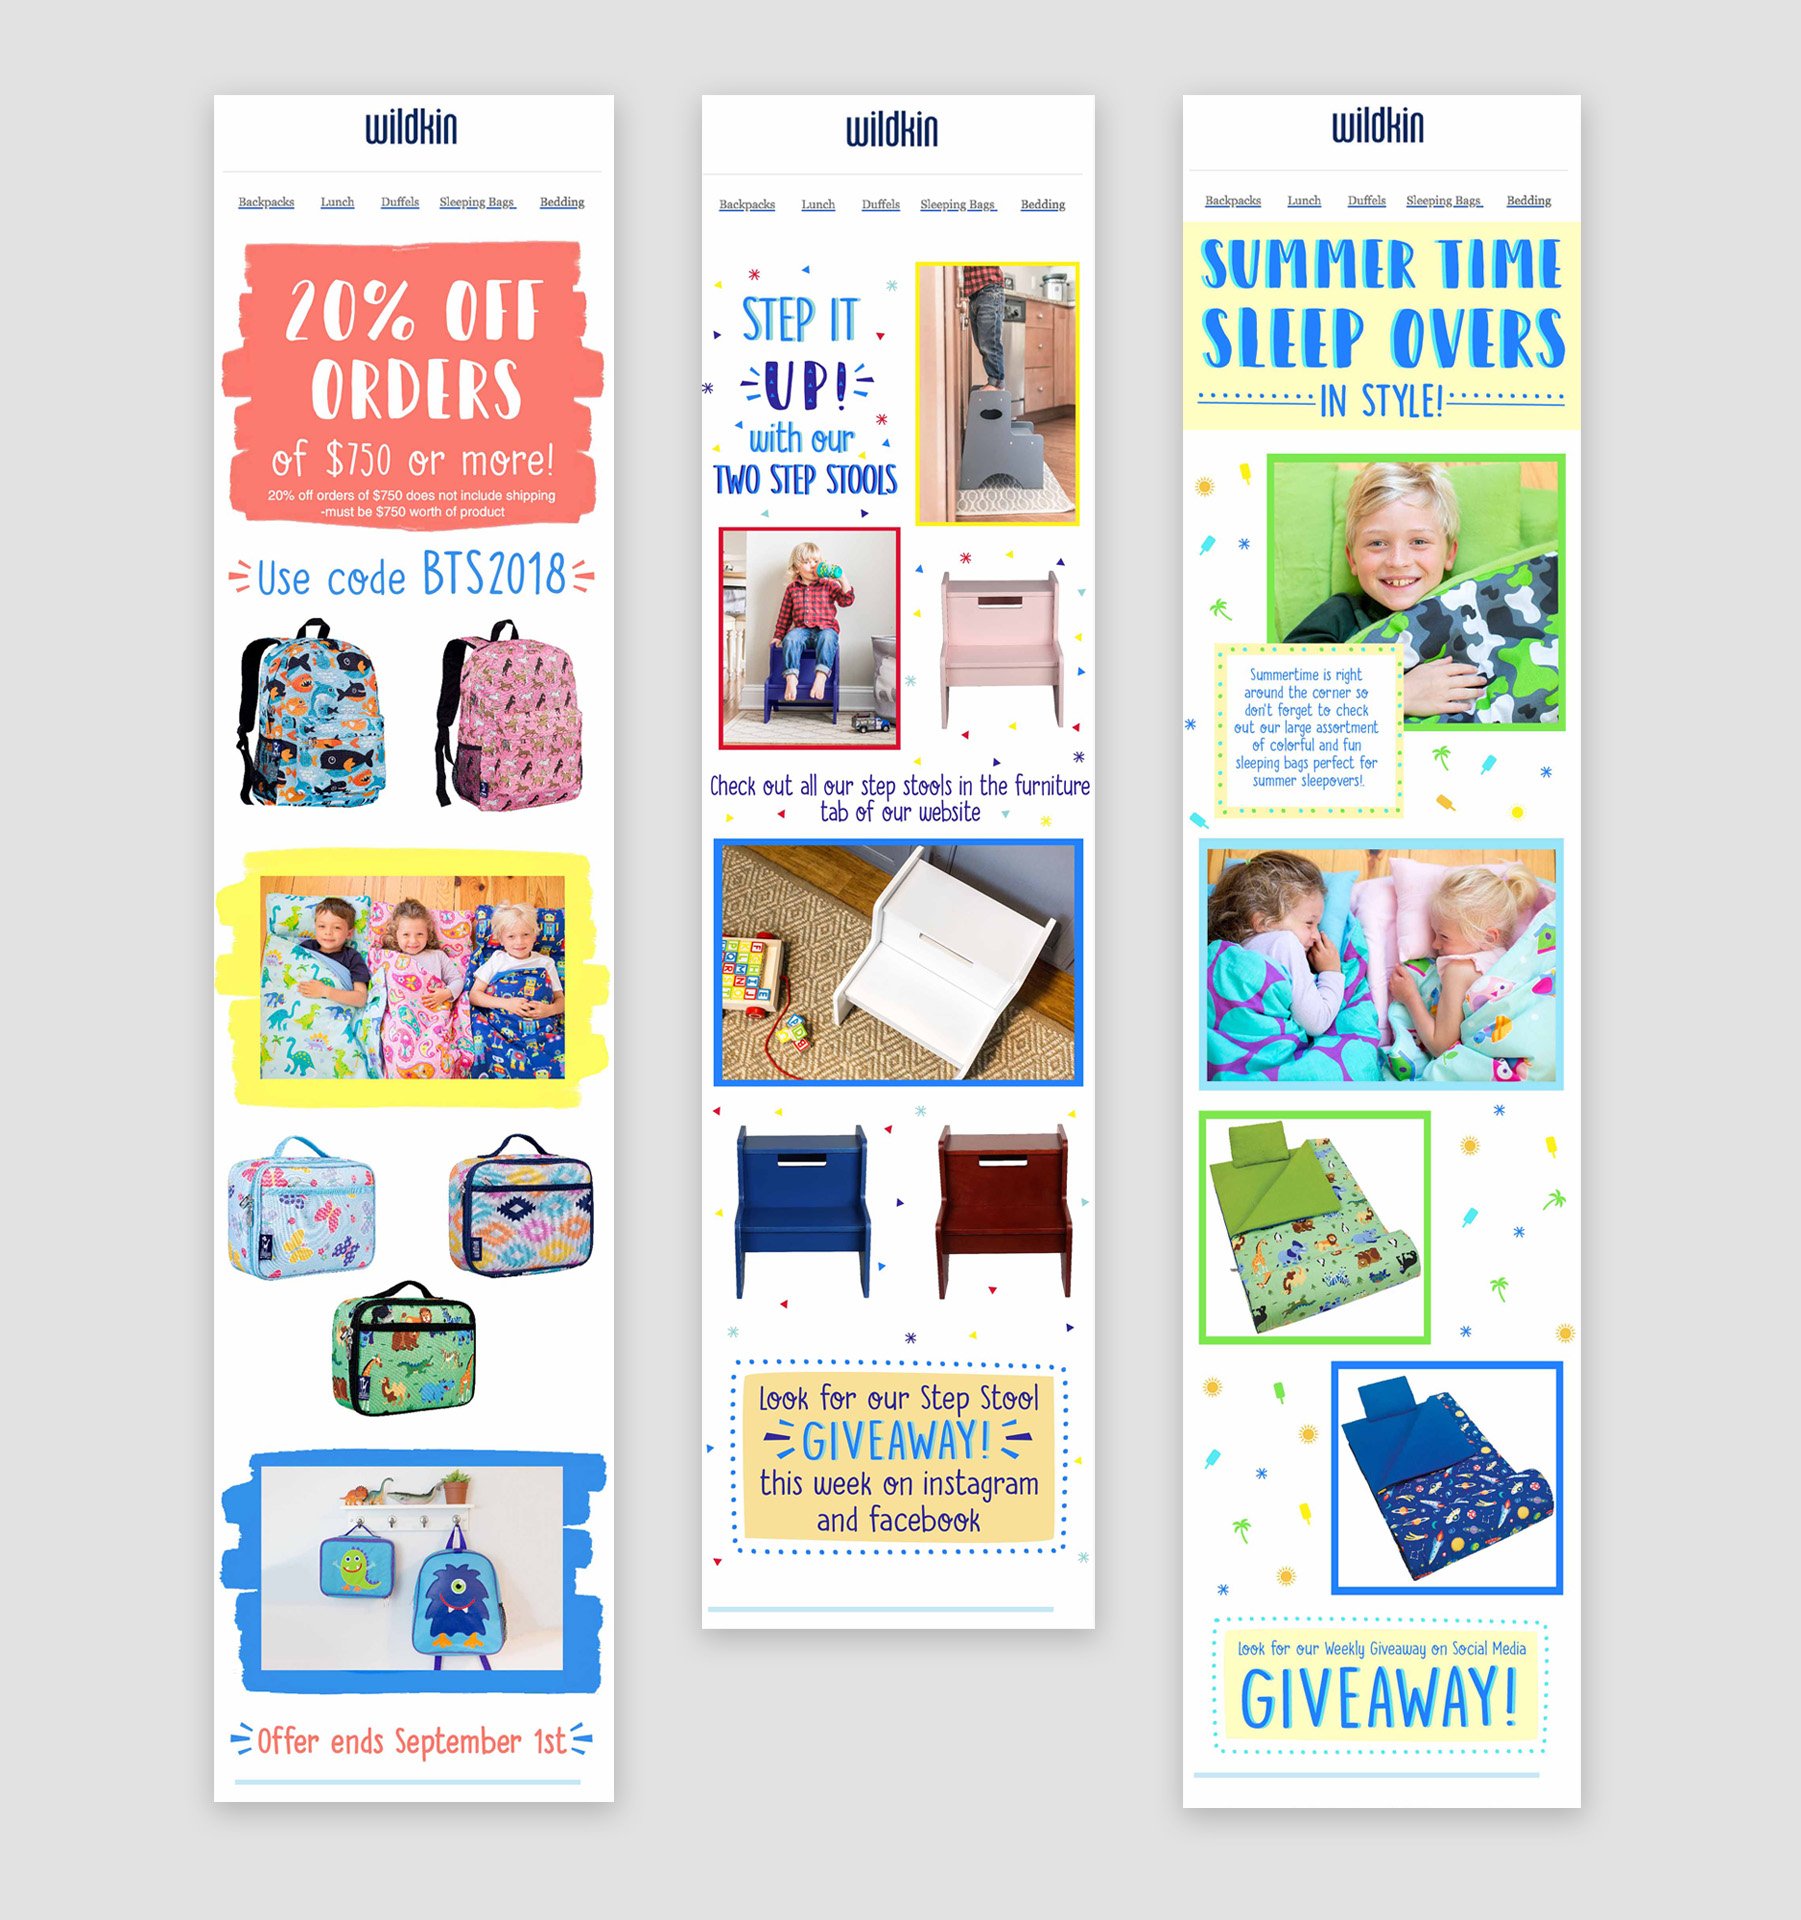 wildkin
Backpacks Lunch Duffels Sleeping Bags Bedding
20% OFF
ORDERS
of $750 or more!
20% off orders of $750 does not include shipping
-must be $750 worth of product
Use code BTS2018
Offer ends September 1st
wildkin
Backpacks Lunch Duffels Sleeping Bags Bedding
STEP IT
UP!
with our
TWO STEP STOOLS
Check out all our step stools in the furniture
tab of our website
Look for our Step Stool
GIVEAWAY!
this week on instagram
and facebook
wildkin
Backpacks Lunch Duffels Sleeping Bags Bedding
SUMMER TIME
SLEEP OVERS
IN STYLE!
Summertime is right
around the corner so
don't forget to check
out our large assortment
of colorful and fun
sleeping bags perfect for
summer sleepovers!.
Look for our Weekly Giveaway on Social Media
GIVEAWAY!